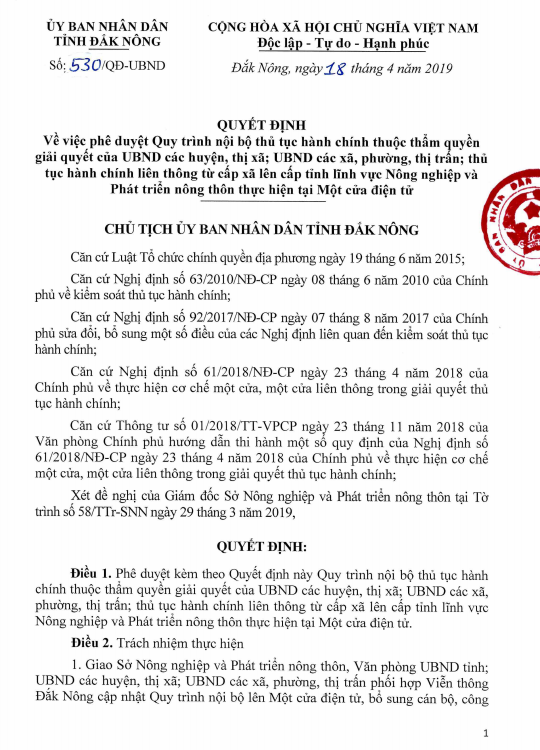 ỦY BAN NHÂN DÂN
TỈNH ĐẮK NÔNG
Số: 530/QĐ-UBND
CỘNG HÒA XÃ HỘI CHỦ NGHĨA VIỆT NAM
Độc lập - Tự do - Hạnh phúc
Đắk Nông, ngày 18 tháng 4 năm 2019
QUYẾT ĐỊNH
Về việc phê duyệt Quy trình nội bộ thủ tục hành chính thuộc thẩm quyền
giải quyết của UBND các huyện, thị xã; UBND các xã, phường, thị trấn; thủ
tục hành chính liên thông từ cấp xã lên cấp tỉnh lĩnh vực Nông nghiệp và
Phát triển nông thôn thực hiện tại Một cửa điện tử
CHỦ TỊCH ỦY BAN NHÂN DÂN TỈNH ĐẮK NÔNG
Căn cứ Luật Tổ chức chính quyền địa phương ngày 19 tháng 6 năm 2015;
Căn cứ Nghị định số 63/2010/NĐ-CP ngày 08 tháng 6 năm 2010 của Chính
phủ về kiểm soát thủ tục hành chính;
Căn cứ Nghị định số 92/2017/NĐ-CP ngày 07 tháng 8 năm 2017 của Chính
phủ sửa đổi, bổ sung một số điều của các Nghị định liên quan đến kiểm soát thủ tục
hành chính;
Căn cứ Nghị định số 61/2018/NĐ-CP ngày 23 tháng 4 năm 2018 của
Chính phủ về thực hiện cơ chế một cửa, một cửa liên thông trong giải quyết thủ
tục hành chính;
Căn cứ Thông tư số 01/2018/TT-VPCP ngày 23 tháng 11 năm 2018 của
Văn phòng Chính phủ hướng dẫn thi hành một số quy định của Nghị định số
61/2018/NĐ-CP ngày 23 tháng 4 năm 2018 của Chính phủ về thực hiện cơ chế
một cửa, một cửa liên thông trong giải quyết thủ tục hành chính;
Xét đề nghị của Giám đốc Sở Nông nghiệp và Phát triển nông thôn tại Tờ
trình số 58/TTr-SNN ngày 29 tháng 3 năm 2019,
QUYẾT ĐỊNH:
Điều 1. Phê duyệt kèm theo Quyết định này Quy trình nội bộ thủ tục hành
chính thuộc thẩm quyền giải quyết của UBND các huyện, thị xã; UBND các xã,
phường, thị trấn; thủ tục hành chính liên thông từ cấp xã lên cấp tỉnh lĩnh vực
Nông nghiệp và Phát triển nông thôn thực hiện tại Một cửa điện tử.
Điều 2. Trách nhiệm thực hiện
1. Giao Sở Nông nghiệp và Phát triển nông thôn, Văn phòng UBND tỉnh;
UBND các huyện, thị xã; UBND các xã, phường, thị trấn phối hợp Viễn thông
Đắk Nông cập nhật Quy trình nội bộ lên Một cửa điện tử, bổ sung cán bộ, công
1